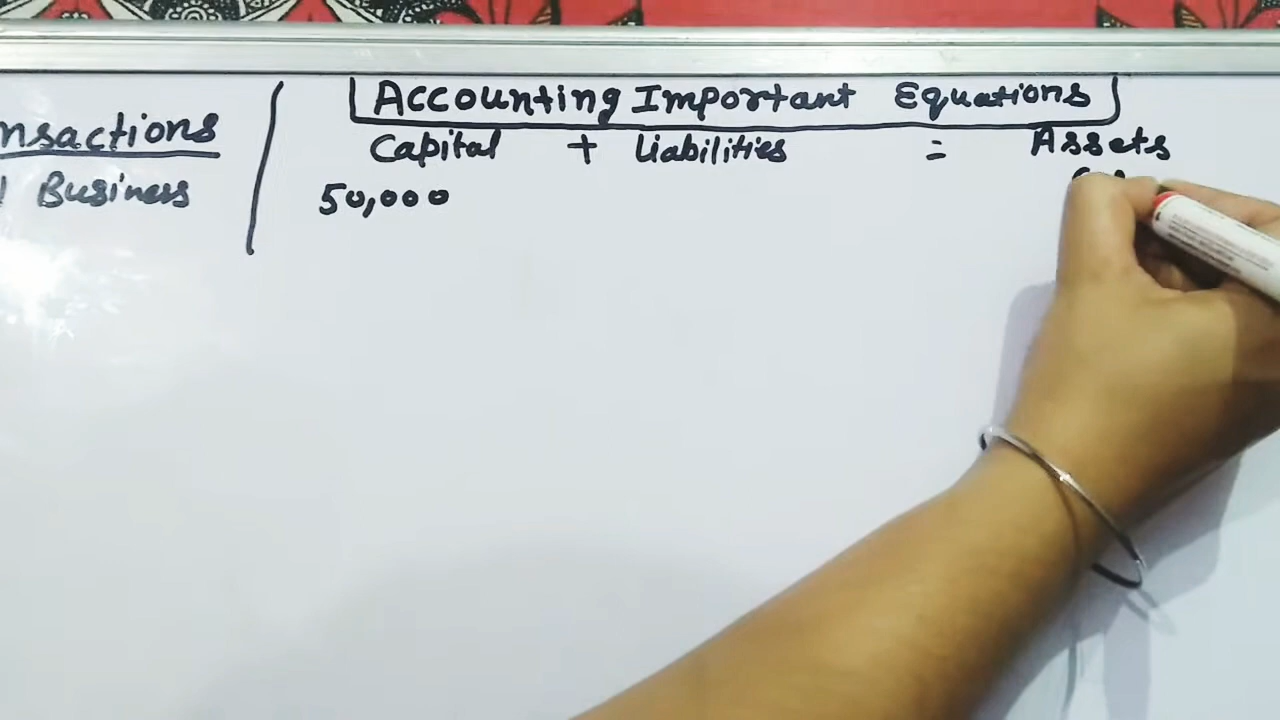 Accounting Important Equations
nsactions Capital + Liabilities = Assets
Business 50,000